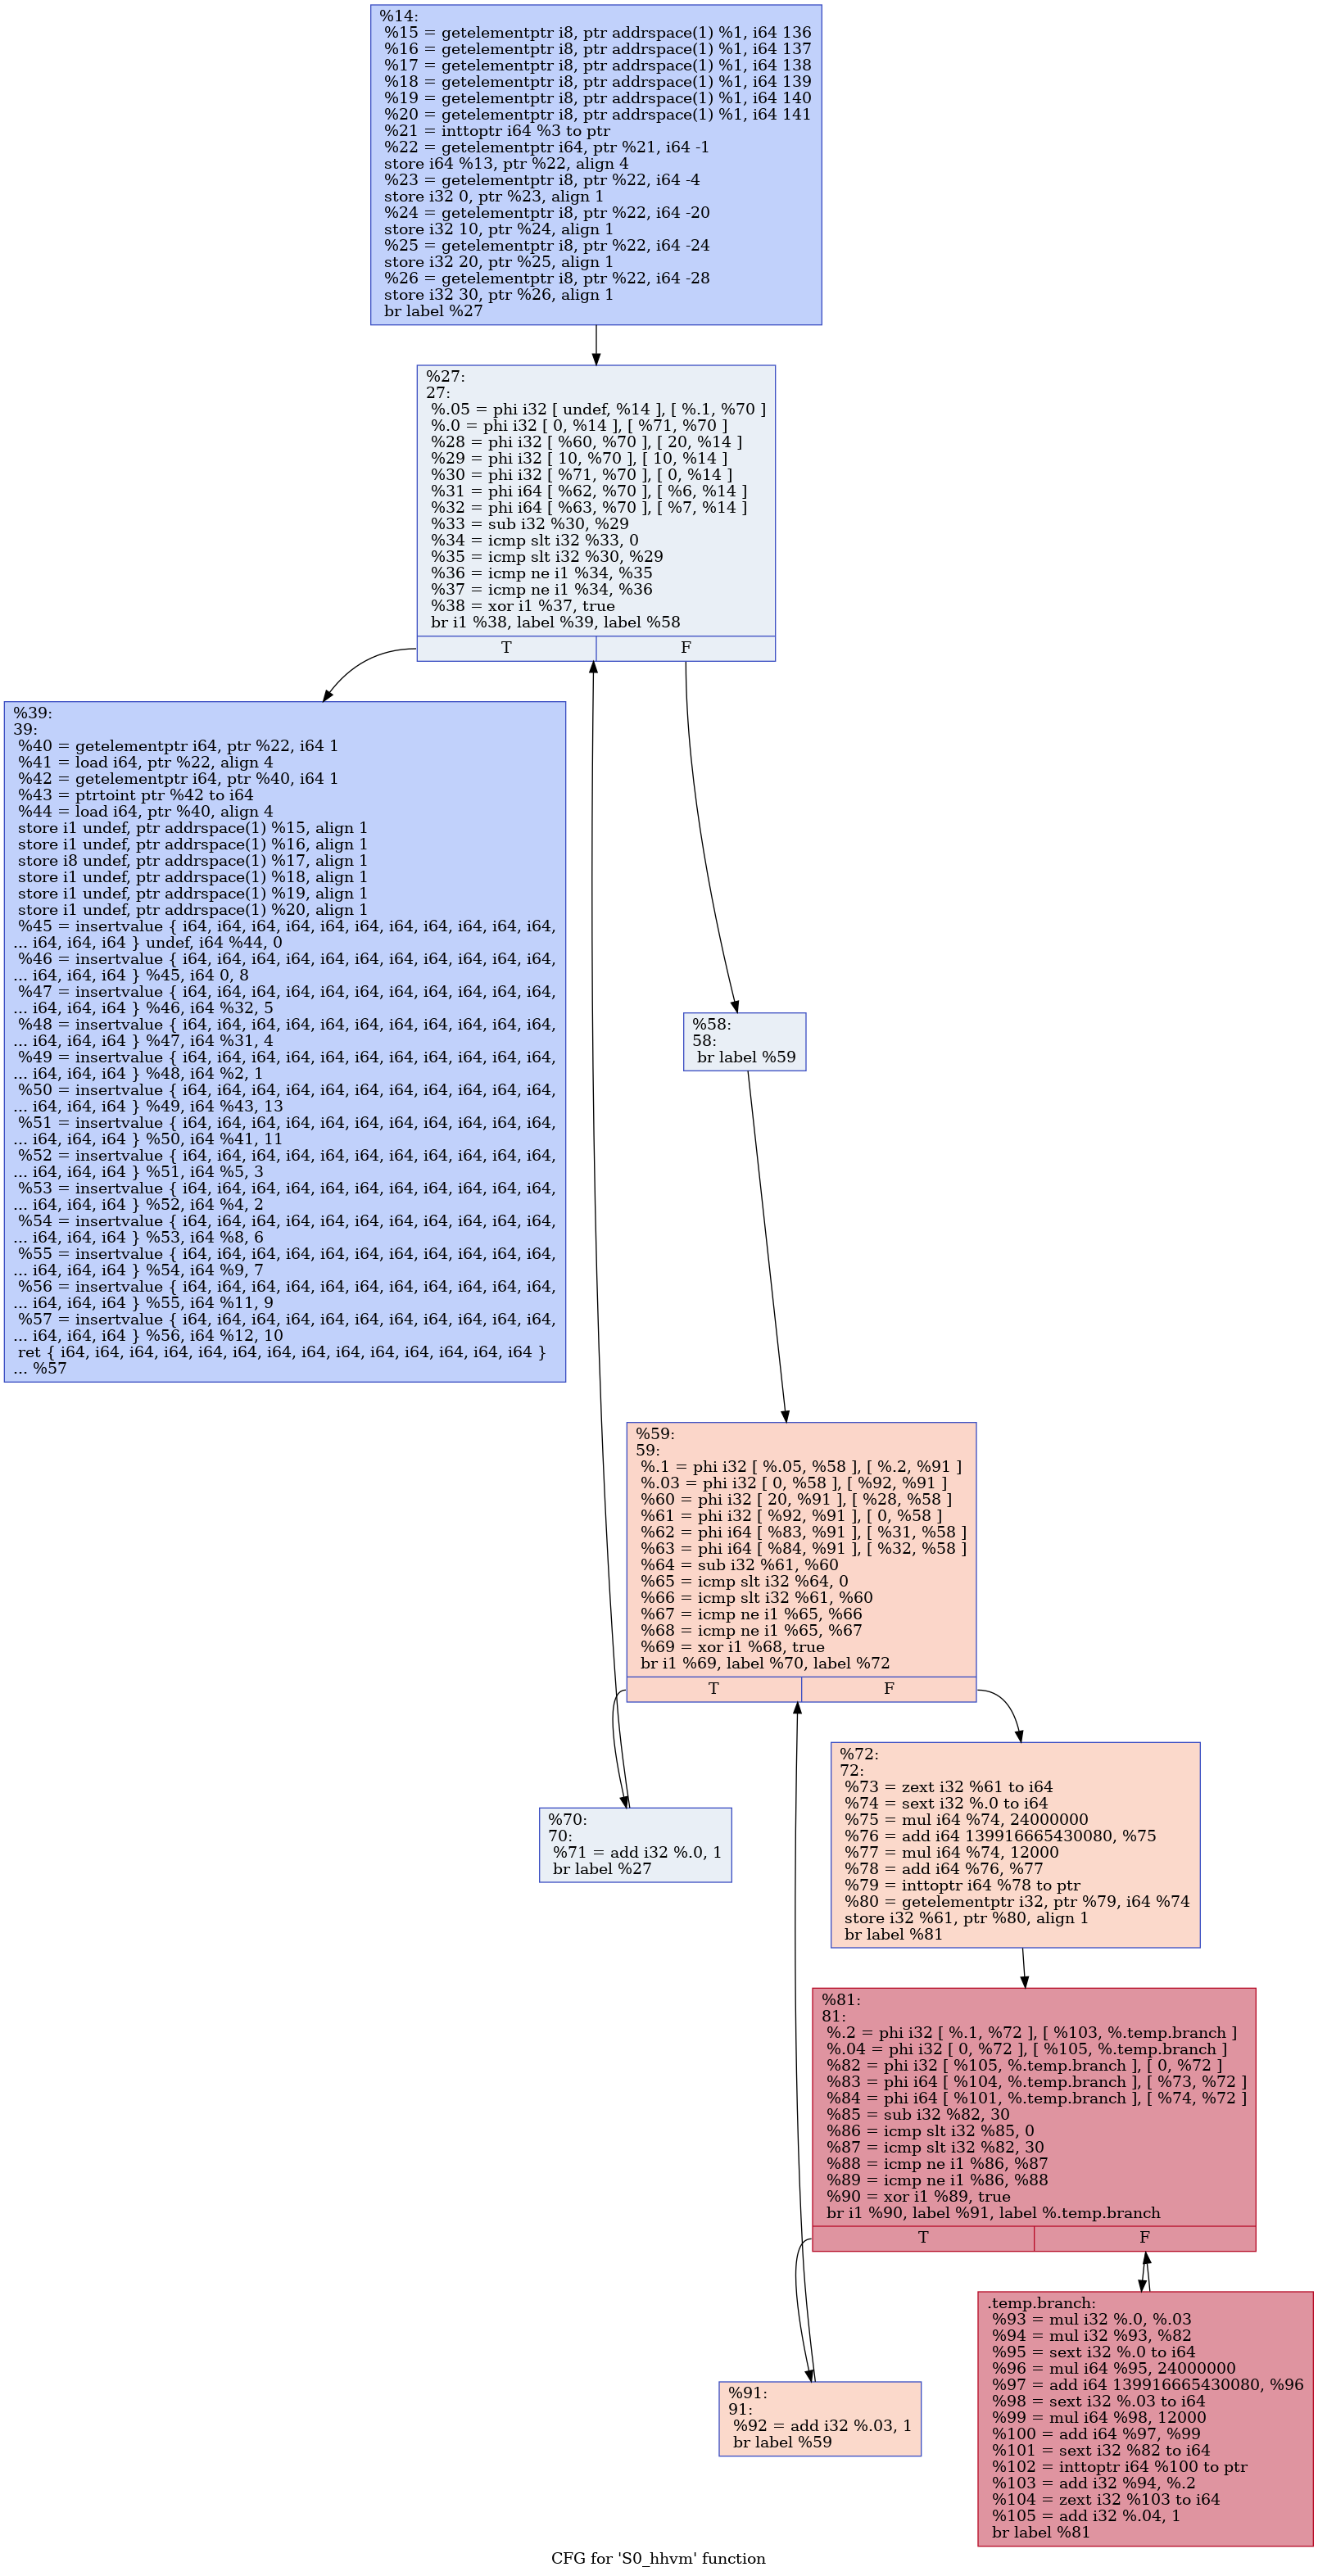 %14:
%15 = getelementptr i8, ptr addrspace(1) %1, i64 136
%16 = getelementptr i8, ptr addrspace(1) %1, i64 137
%17 = getelementptr i8, ptr addrspace(1) %1, i64 138
%18 = getelementptr i8, ptr addrspace(1) %1, i64 139
%19 = getelementptr i8, ptr addrspace(1) %1, i64 140
%20 = getelementptr i8, ptr addrspace(1) %1, i64 141
%21 = inttoptr i64 %3 to ptr
%22 = getelementptr i64, ptr %21, i64 -1
store i64 %13, ptr %22, align 4
%23 = getelementptr i8, ptr %22, i64 -4
store i32 0, ptr %23, align 1
%24 = getelementptr i8, ptr %22, i64 -20
store i32 10, ptr %24, align 1
%25 = getelementptr i8, ptr %22, i64 -24
store i32 20, ptr %25, align 1
%26 = getelementptr i8, ptr %22, i64 -28
store i32 30, ptr %26, align 1
br label %27
%27:
27:
%.05 = phi i32 [ undef, %14 ], [ %.1, %70 ]
%.0 = phi i32 [ 0, %14 ], [ %71, %70 ]
%28 = phi i32 [ %60, %70 ], [ 20, %14 ]
%29 = phi i32 [ 10, %70 ], [ 10, %14 ]
%30 = phi i32 [ %71, %70 ], [ 0, %14 ]
%31 = phi i64 [ %62, %70 ], [ %6, %14 ]
%32 = phi i64 [ %63, %70 ], [ %7, %14 ]
%33 = sub i32 %30, %29
%34 = icmp slt i32 %33, 0
%35 = icmp slt i32 %30, %29
%36 = icmp ne i1 %34, %35
%37 = icmp ne i1 %34, %36
%38 = xor i1 %37, true
br i1 %38, label %39, label %58
T F
%39:
39:
%40 = getelementptr i64, ptr %22, i64 1
%41 = load i64, ptr %22, align 4
%42 = getelementptr i64, ptr %40, i64 1
%43 = ptrtoint ptr %42 to i64
%44 = load i64, ptr %40, align 4
store i1 undef, ptr addrspace(1) %15, align 1
store i1 undef, ptr addrspace(1) %16, align 1
store i8 undef, ptr addrspace(1) %17, align 1
store i1 undef, ptr addrspace(1) %18, align 1
store i1 undef, ptr addrspace(1) %19, align 1
store i1 undef, ptr addrspace(1) %20, align 1
%45 = insertvalue { i64, i64, i64, i64, i64, i64, i64, i64, i64, i64, i64,
... i64, i64, i64 } undef, i64 %44, 0
%46 = insertvalue { i64, i64, i64, i64, i64, i64, i64, i64, i64, i64, i64,
... i64, i64, i64 } %45, i64 0, 8
%47 = insertvalue { i64, i64, i64, i64, i64, i64, i64, i64, i64, i64, i64,
... i64, i64, i64 } %46, i64 %32, 5
%48 = insertvalue { i64, i64, i64, i64, i64, i64, i64, i64, i64, i64, i64,
... i64, i64, i64 } %47, i64 %31, 4
%49 = insertvalue { i64, i64, i64, i64, i64, i64, i64, i64, i64, i64, i64,
... i64, i64, i64 } %48, i64 %2, 1
%50 = insertvalue { i64, i64, i64, i64, i64, i64, i64, i64, i64, i64, i64,
... i64, i64, i64 } %49, i64 %43, 13
%51 = insertvalue { i64, i64, i64, i64, i64, i64, i64, i64, i64, i64, i64,
... i64, i64, i64 } %50, i64 %41, 11
%52 = insertvalue { i64, i64, i64, i64, i64, i64, i64, i64, i64, i64, i64,
... i64, i64, i64 } %51, i64 %5, 3
%53 = insertvalue { i64, i64, i64, i64, i64, i64, i64, i64, i64, i64, i64,
... i64, i64, i64 } %52, i64 %4, 2
%54 = insertvalue { i64, i64, i64, i64, i64, i64, i64, i64, i64, i64, i64,
... i64, i64, i64 } %53, i64 %8, 6
%55 = insertvalue { i64, i64, i64, i64, i64, i64, i64, i64, i64, i64, i64,
... i64, i64, i64 } %54, i64 %9, 7
%56 = insertvalue { i64, i64, i64, i64, i64, i64, i64, i64, i64, i64, i64,
... i64, i64, i64 } %55, i64 %11, 9
%57 = insertvalue { i64, i64, i64, i64, i64, i64, i64, i64, i64, i64, i64,
... i64, i64, i64 } %56, i64 %12, 10
ret { i64, i64, i64, i64, i64, i64, i64, i64, i64, i64, i64, i64, i64, i64 }
... %57
%58:
58:
br label %59
%59:
59:
%.1 = phi i32 [ %.05, %58 ], [ %.2, %91 ]
%.03 = phi i32 [ 0, %58 ], [ %92, %91 ]
%60 = phi i32 [ 20, %91 ], [ %28, %58 ]
%61 = phi i32 [ %92, %91 ], [ 0, %58 ]
%62 = phi i64 [ %83, %91 ], [ %31, %58 ]
%63 = phi i64 [ %84, %91 ], [ %32, %58 ]
%64 = sub i32 %61, %60
%65 = icmp slt i32 %64, 0
%66 = icmp slt i32 %61, %60
%67 = icmp ne i1 %65, %66
%68 = icmp ne i1 %65, %67
%69 = xor i1 %68, true
br i1 %69, label %70, label %72
T F
%70:
70:
%71 = add i32 %.0, 1
br label %27
%72:
72:
%73 = zext i32 %61 to i64
%74 = sext i32 %.0 to i64
%75 = mul i64 %74, 24000000
%76 = add i64 139916665430080, %75
%77 = mul i64 %74, 12000
%78 = add i64 %76, %77
%79 = inttoptr i64 %78 to ptr
%80 = getelementptr i32, ptr %79, i64 %74
store i32 %61, ptr %80, align 1
br label %81
%81:
81:
%.2 = phi i32 [ %.1, %72 ], [ %103, %.temp.branch ]
%.04 = phi i32 [ 0, %72 ], [ %105, %.temp.branch ]
%82 = phi i32 [ %105, %.temp.branch ], [ 0, %72 ]
%83 = phi i64 [ %104, %.temp.branch ], [ %73, %72 ]
%84 = phi i64 [ %101, %.temp.branch ], [ %74, %72 ]
%85 = sub i32 %82, 30
%86 = icmp slt i32 %85, 0
%87 = icmp slt i32 %82, 30
%88 = icmp ne i1 %86, %87
%89 = icmp ne i1 %86, %88
%90 = xor i1 %89, true
br i1 %90, label %91, label %.temp.branch
T F
%91:
91:
%92 = add i32 %.03, 1
br label %59
.temp.branch:
%93 = mul i32 %.0, %.03
%94 = mul i32 %93, %82
%95 = sext i32 %.0 to i64
%96 = mul i64 %95, 24000000
%97 = add i64 139916665430080, %96
%98 = sext i32 %.03 to i64
%99 = mul i64 %98, 12000
%100 = add i64 %97, %99
%101 = sext i32 %82 to i64
%102 = inttoptr i64 %100 to ptr
%103 = add i32 %94, %.2
%104 = zext i32 %103 to i64
%105 = add i32 %.04, 1
br label %81
CFG for 'S0_hhvm' function